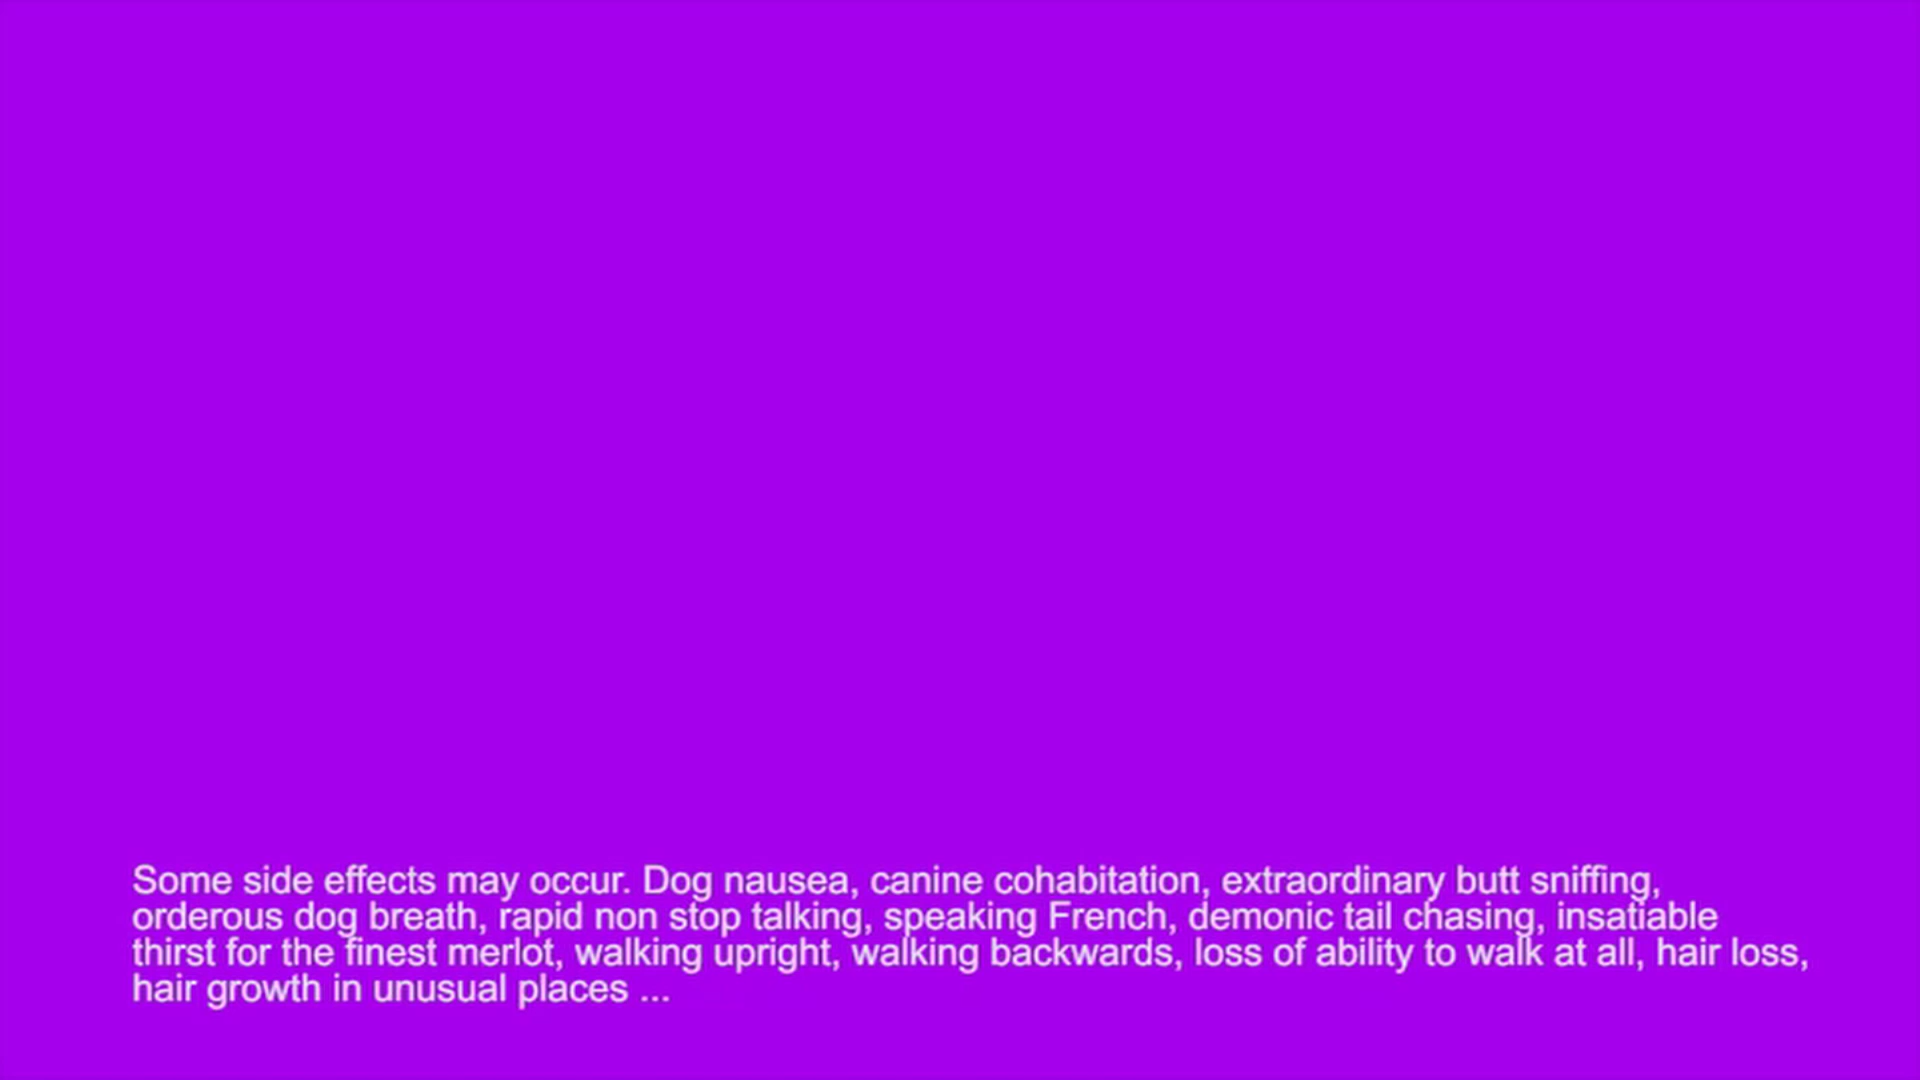 Some side effects may occur. Dog nausea, canine cohabitation, extraordinary butt sniffing,
orderous dog breath, rapid non stop talking, speaking French, demonic tail chasing, insatiable
thirst for the finest merlot, walking upright, walking backwards, loss of ability to walk at all, hair loss,
hair growth in unusual places ...